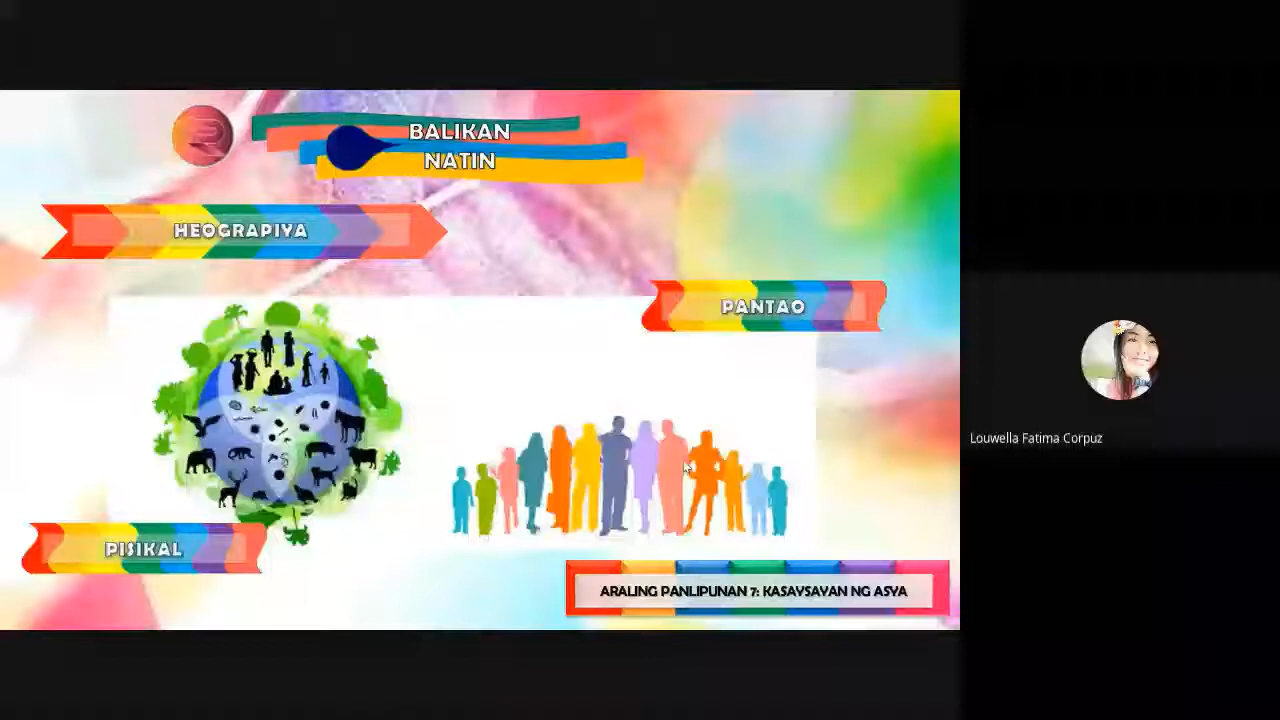 BALIKAN
NATIN
HEOGRAPIYA
PANTAO
PISIKAL
ARALING PANLIPUNAN 7: KASAYSAYAN NG ASYA
Louwella Fatima Corpuz